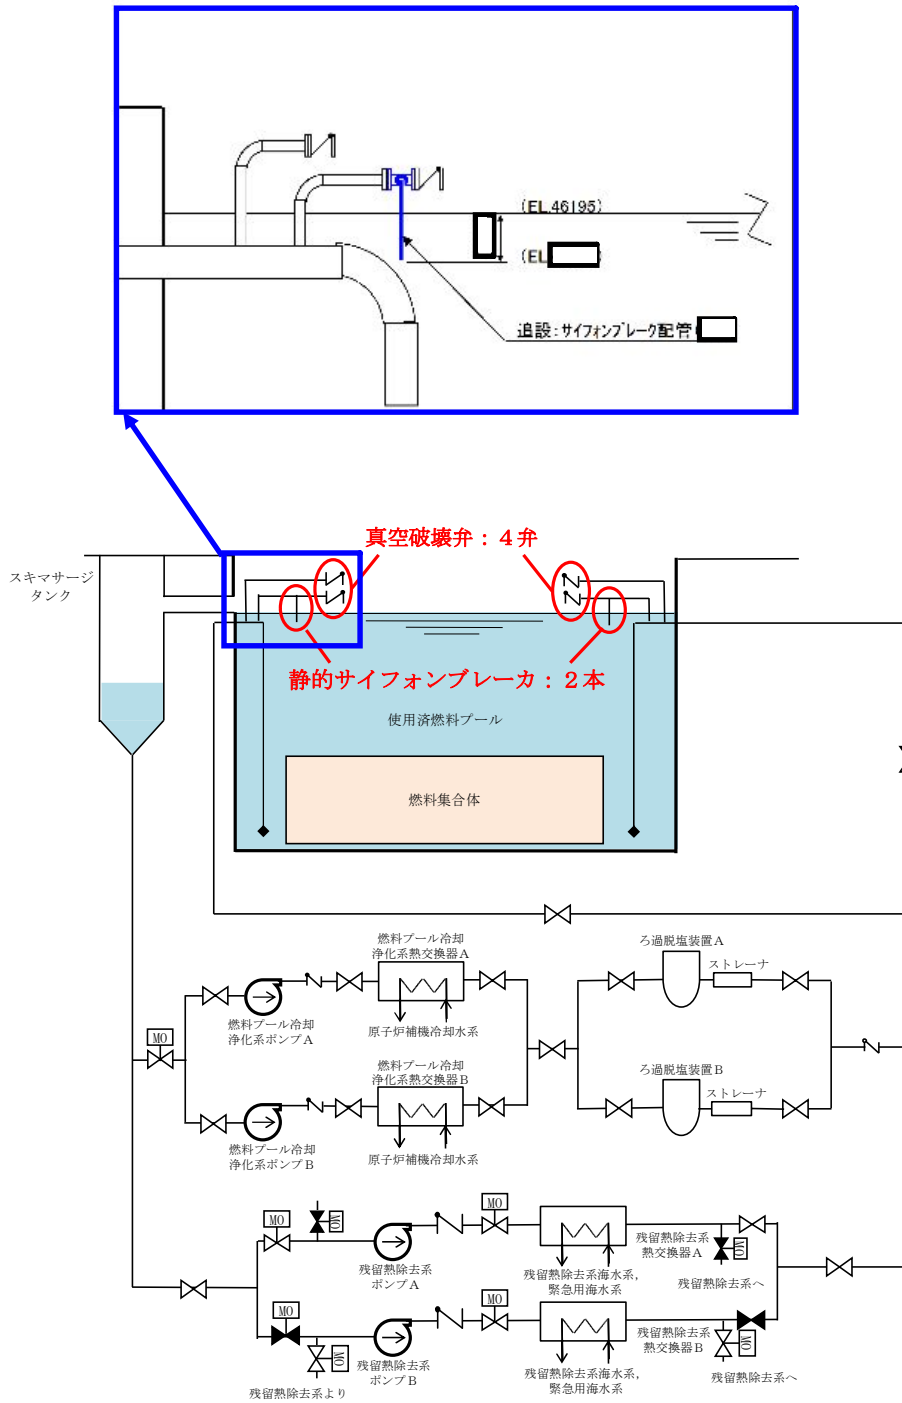 (EL.46195)
(EL
追設:サイフォンブレーク配管
真空破壊弁:4弁
スキマサージ
タンク
静的サイフォンブレーカ:2本
使用済燃料プール
燃料集合体
燃料プール冷却
浄化系熱交換器A
ろ過脱塩装置A
ストレーナ
燃料プール冷却
浄化系ポンプA
原子炉補機冷却水系
MO
燃料プール冷却
浄化系熱交換器B
ろ過脱塩装置B
ストレーナ
燃料プール冷却
浄化系ポンプB
原子炉補機冷却水系
MO
MO
MO
残留熱除去系
ポンプA
残留熱除去系
熱交換器A
MO
残留熱除去系海水系,
緊急用海水系
残留熱除去系へ
MO
MO
MO
残留熱除去系
ポンプB
残留熱除去系
熱交換器B
MO
残留熱除去系より
残留熱除去系海水系,
緊急用海水系
残留熱除去系へ